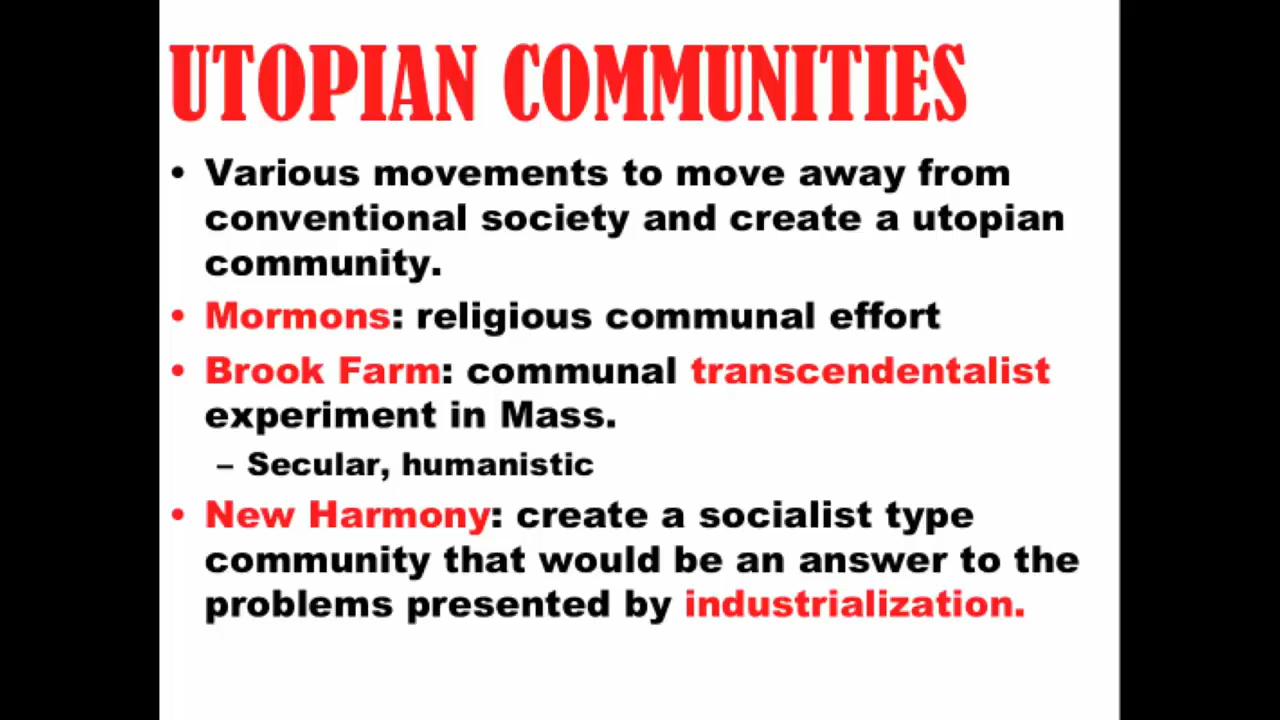 UTOPIAN COMMUNITIES
• Various movements to move away from
conventional society and create a utopian
community.
• Mormons: religious communal effort
• Brook Farm: communal transcendentalist
experiment in Mass.
– Secular, humanistic
• New Harmony: create a socialist type
community that would be an answer to the
problems presented by industrialization.